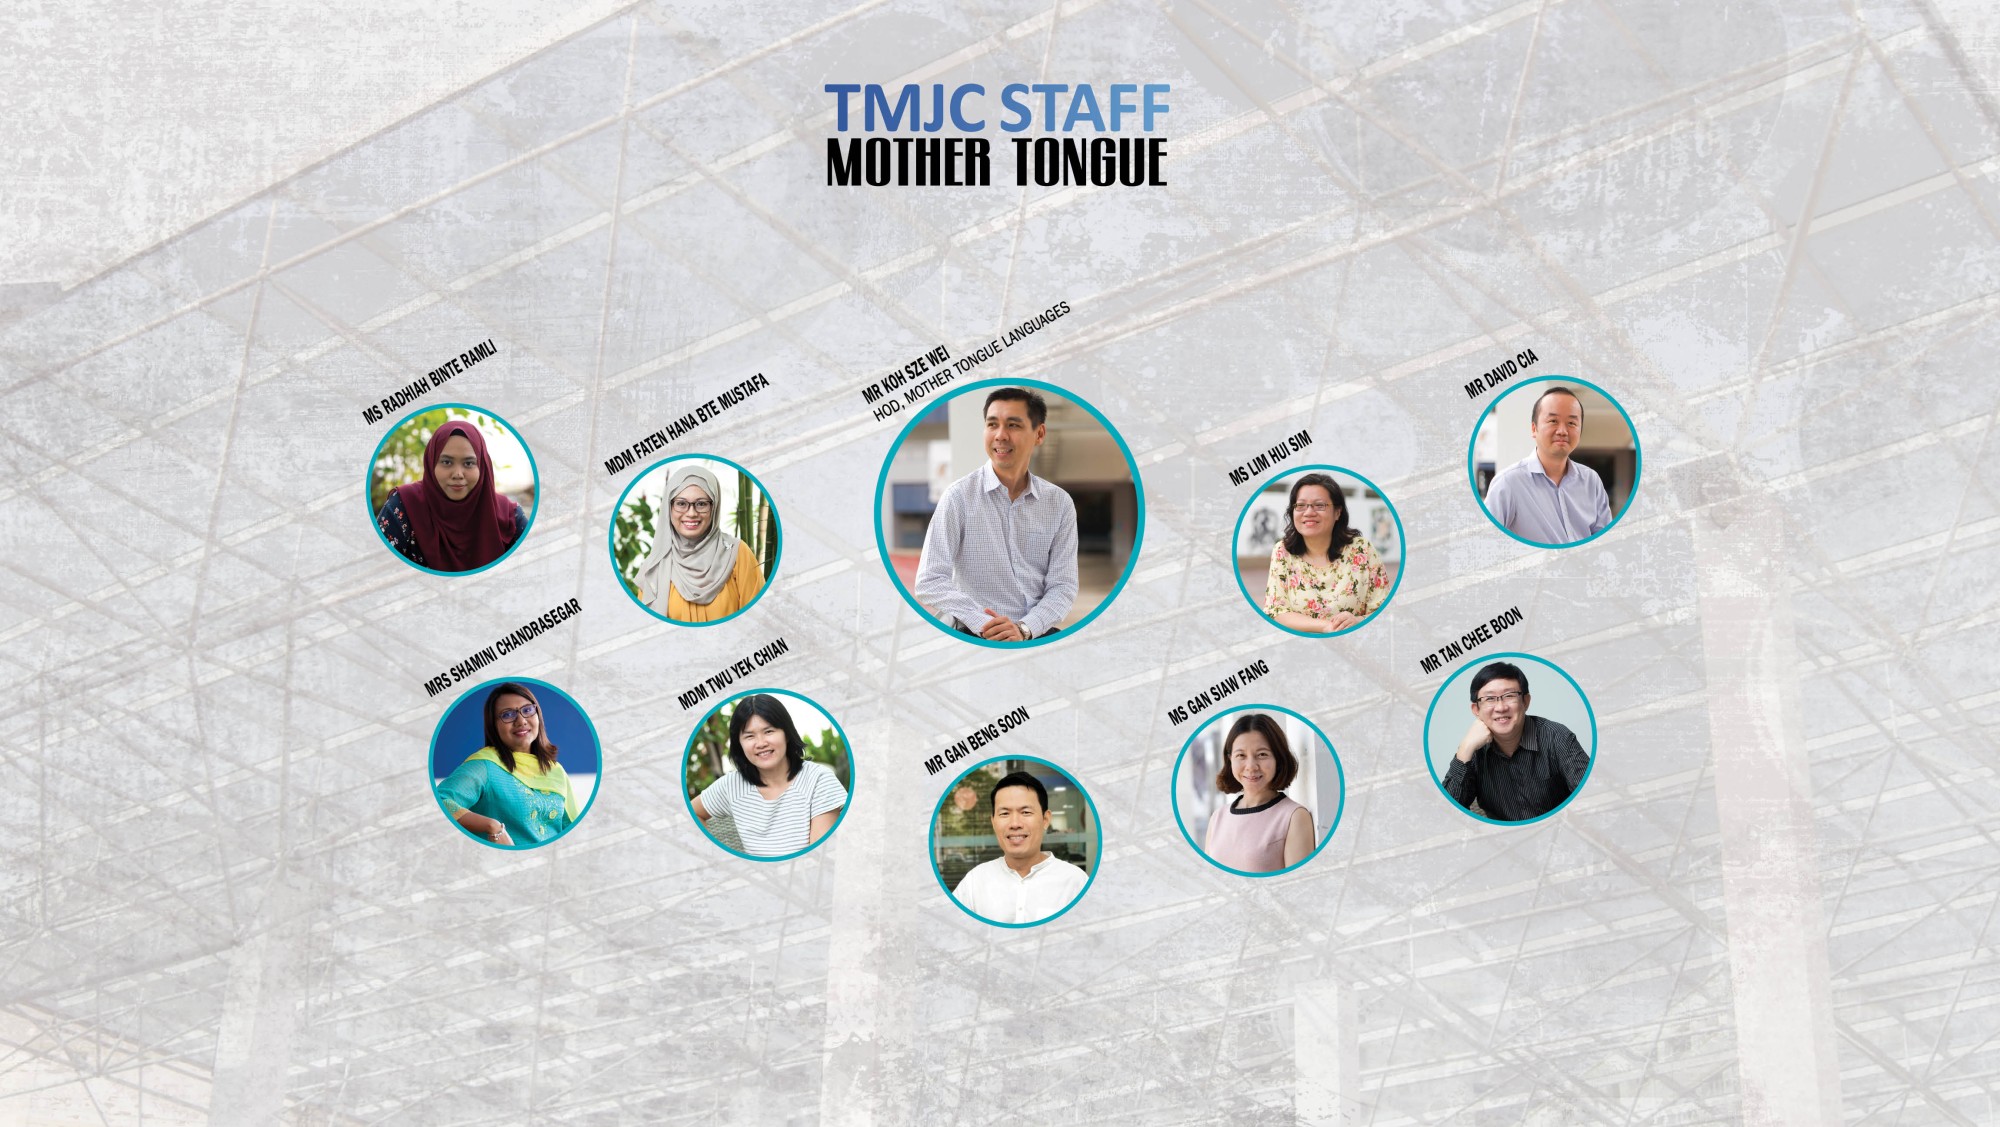 TMJC STAFF
MOTHER TONGUE
MS RADHIAH BINTE RAMLI
MDM FATEN HANA BTE MUSTAFA
MR KOH SZE WEI
HOD, MOTHER TONGUE LANGUAGES
MS LIM HUI SIM
MR DAVID CIA
MRS SHAMINI CHANDRASEGAR
MDM TWU YEK CHIAN
MR GAN BENG SOON
MS GAN SIAW FANG
MR TAN CHEE BOON